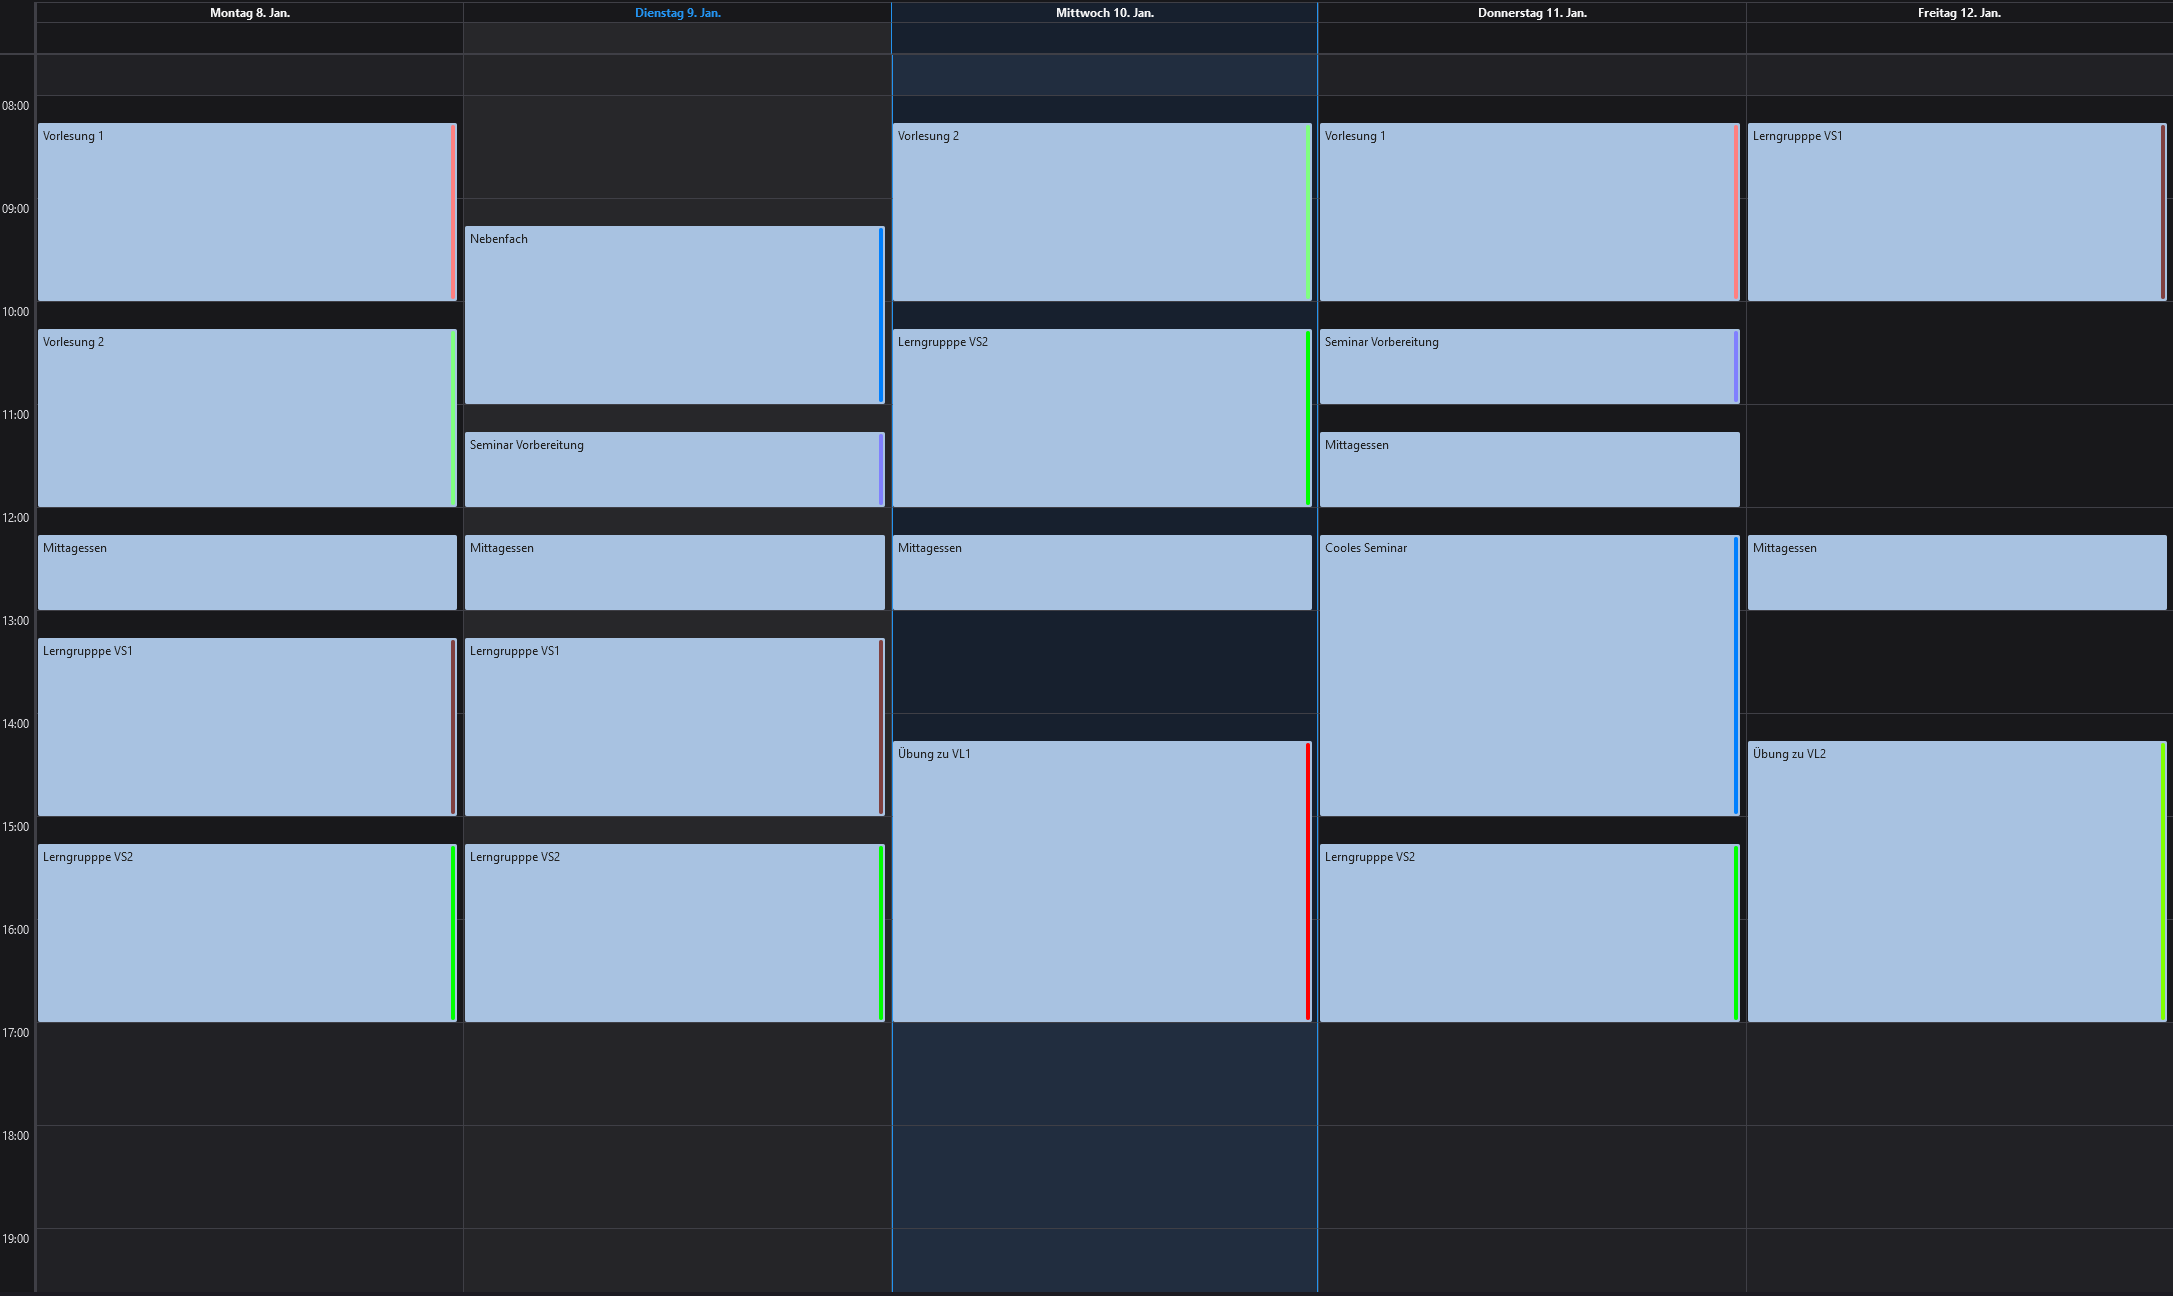 Montag 8. Jan.
Dienstag 9. Jan.
Mittwoch 10. Jan.
Donnerstag 11. Jan.
Freitag 12. Jan.
08:00
Vorlesung 1
Vorlesung 2
Vorlesung 1
Lerngrupppe VS1
09:00
Nebenfach
10:00
Vorlesung 2
Lerngrupppe VS2
Seminar Vorbereitung
11:00
Seminar Vorbereitung
Mittagessen
12:00
Mittagessen
Mittagessen
Mittagessen
Cooles Seminar
Mittagessen
13:00
Lerngrupppe VS1
Lerngrupppe VS1
14:00
Übung zu VL1
Übung zu VL2
15:00
Lerngrupppe VS2
Lerngrupppe VS2
Lerngrupppe VS2
16:00
17:00
18:00
19:00